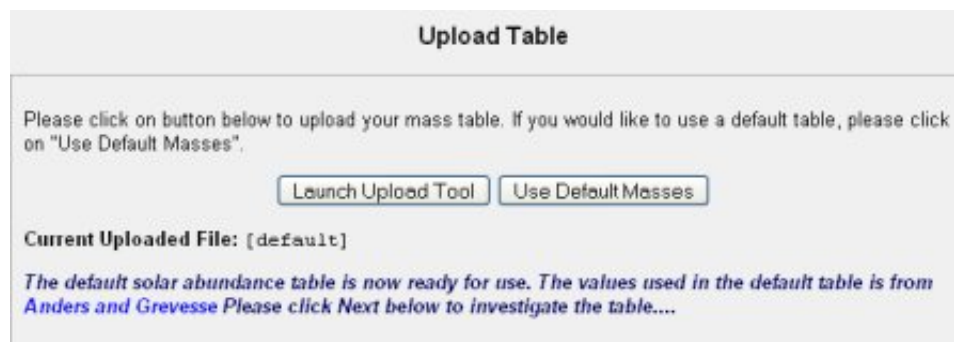 Upload Table
Please click on button below to upload your mass table. If you would like to use a default table, please click
on "Use Default Masses".
Launch Upload Tool Use Default Masses
Current Uploaded File: [default]
The default solar abundance table is now ready for use. The values used in the default table is from
Anders and Grevesse Please click Next below to investigate the table....